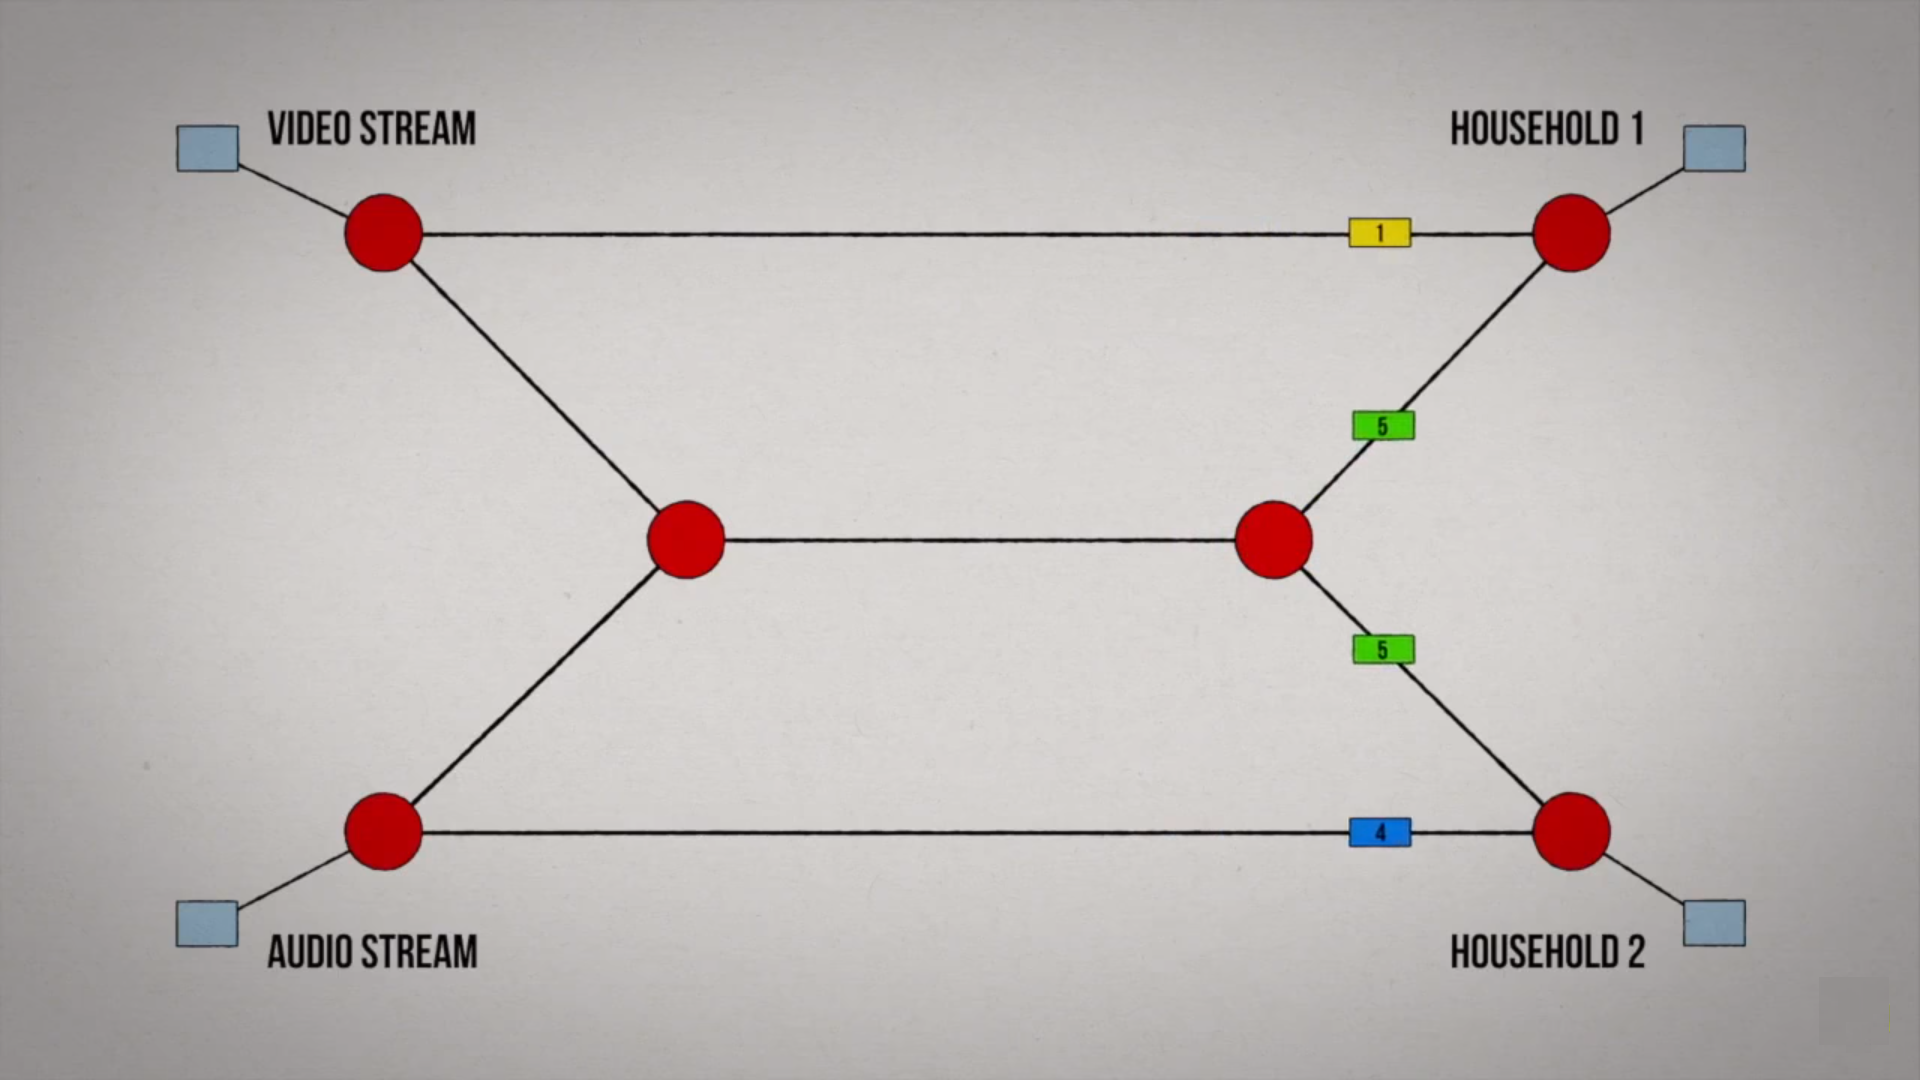 VIDEO STREAM
HOUSEHOLD 1
1
5
5
4
AUDIO STREAM
HOUSEHOLD 2